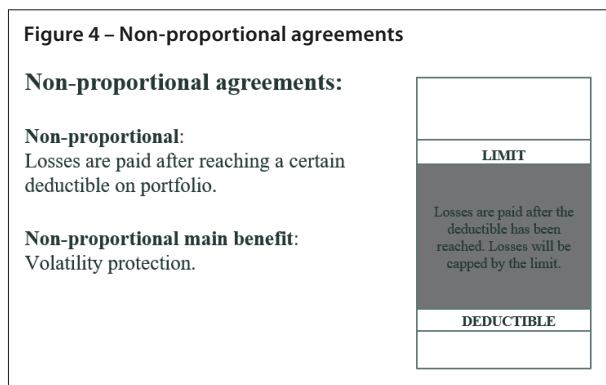 Figure 4 – Non-proportional agreements
Non-proportional agreements:
Non-proportional:
Losses are paid after reaching a certain
deductible on portfolio.
Non-proportional main benefit:
Volatility protection.
LIMIT
Losses are paid after the
deductible has been
reached. Losses will be
capped by the limit.
DEDUCTIBLE